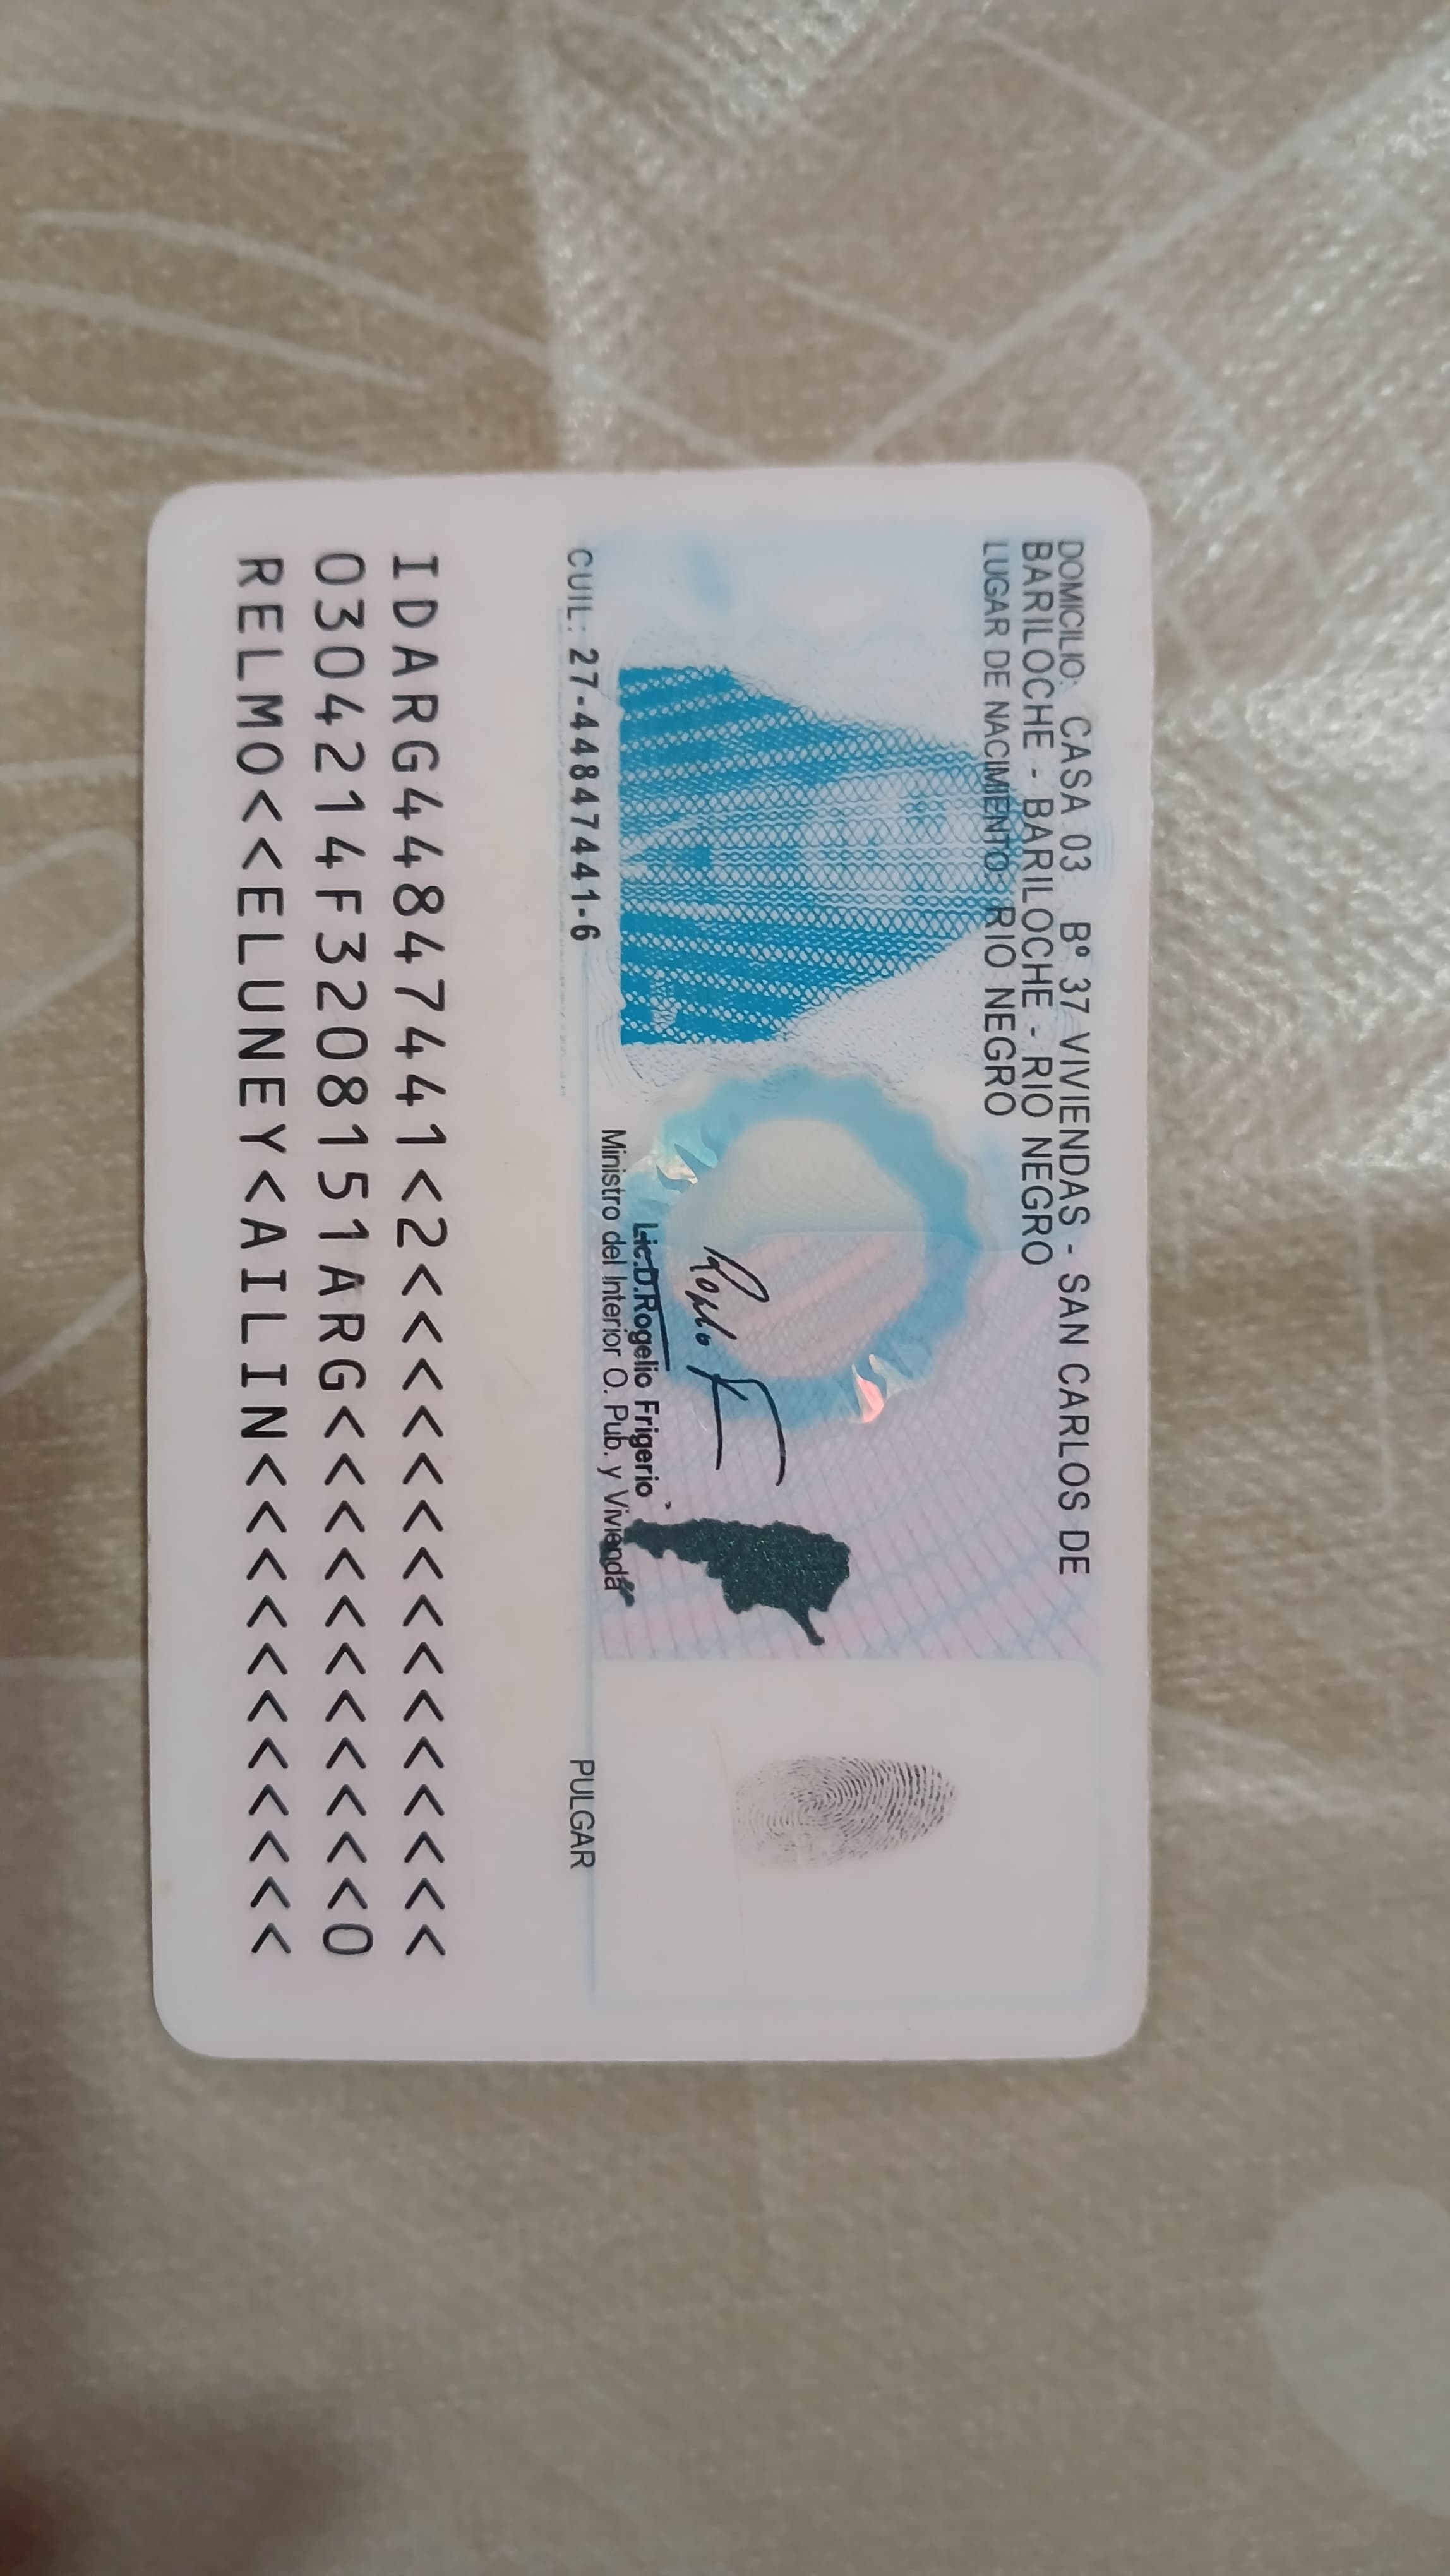 DOMICILIO: CASA 03 Bº 37 VIVIENDAS - SAN CARLOS DE
BARILOCHE - BARILOCHE - RIO NEGRO
LUGAR DE NACIMIENTO: RIO NEGRO
Lic.D.Rogelio Frigerio
Ministro del Interior O. Pub. y Vivienda
CUIL: 27-44847441-6
PULGAR
IDARG44847441<2<<<<<<<<<<<<<<<
0304214F3208151ARG<<<<<<<<<<<0
RELMO<<ELUNEY<AILIN<<<<<<<<<<<